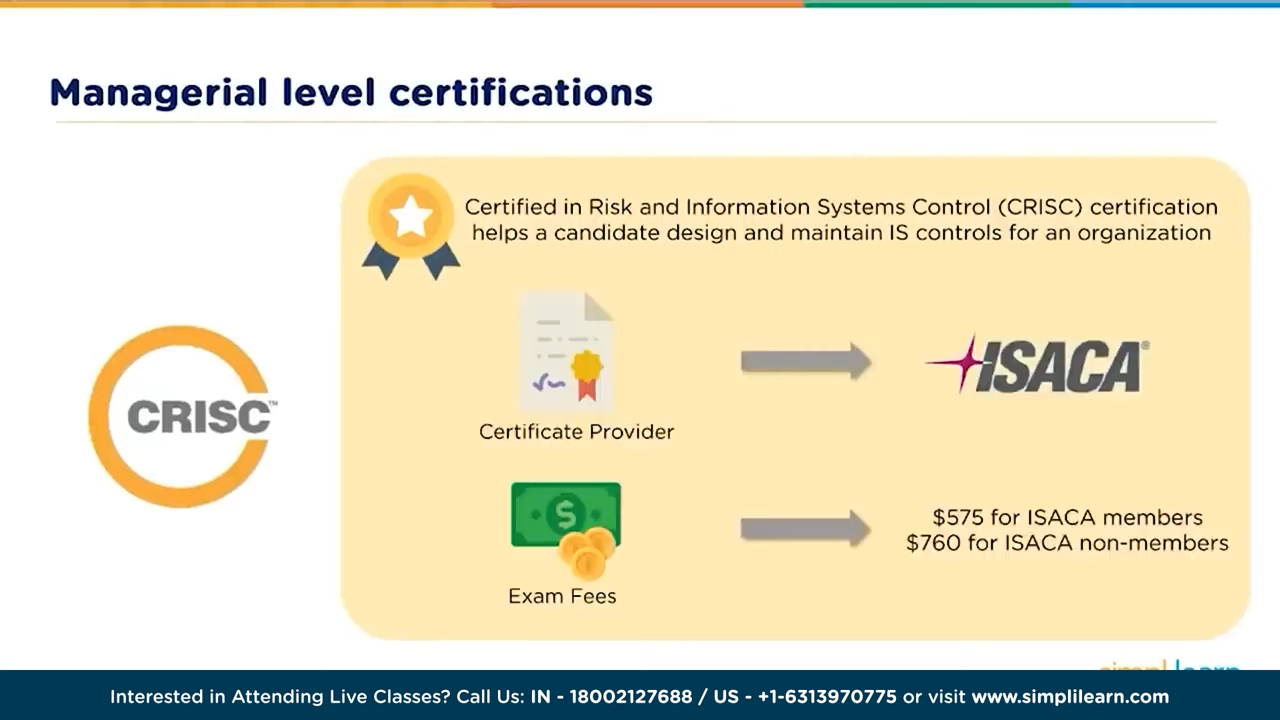 Managerial level certifications
Certified in Risk and Information Systems Control (CRISC) certification
helps a candidate design and maintain IS controls for an organization
CRISC™
ISACA®
Certificate Provider
$575 for ISACA members
$760 for ISACA non-members
Exam Fees
simplilearn
Interested in Attending Live Classes? Call Us: IN - 18002127688 / US - +1-6313970775 or visit www.simplilearn.com